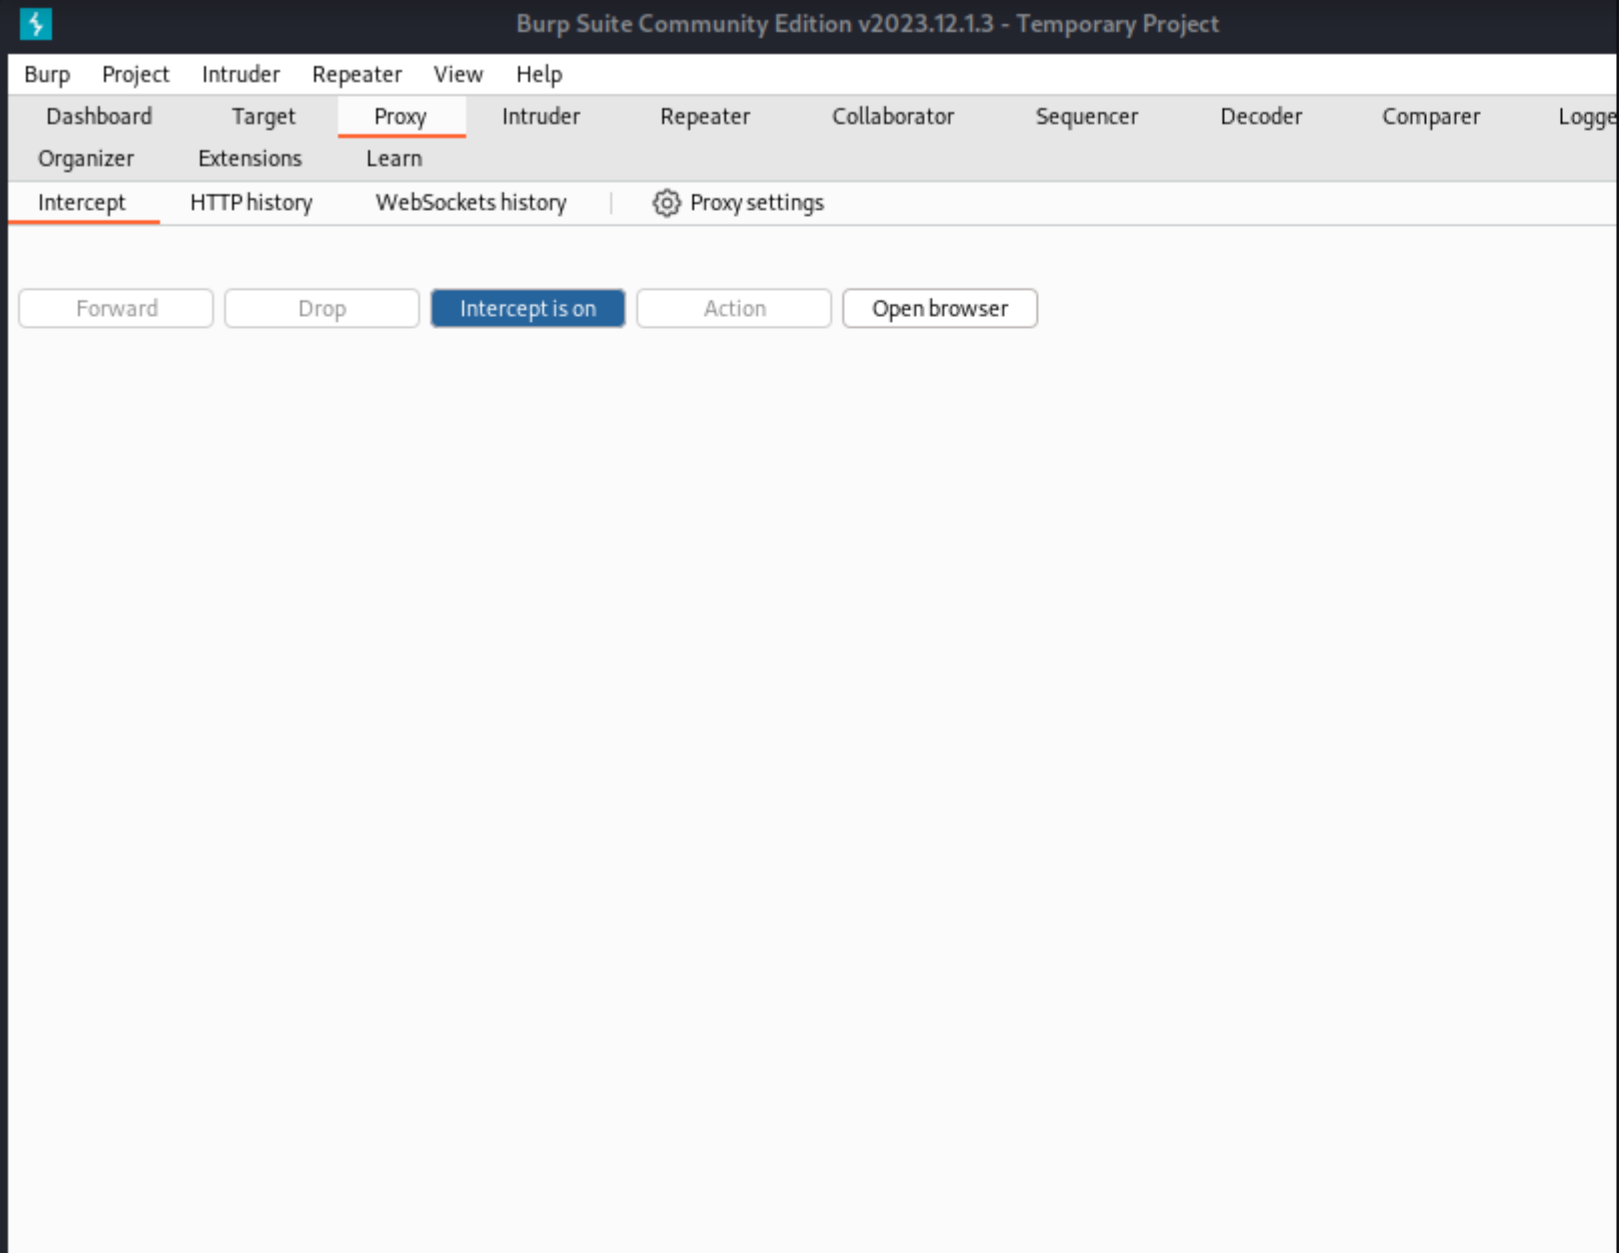 Burp Suite Community Edition v2023.12.1.3 - Temporary Project
Burp Project Intruder Repeater View Help
Dashboard Target Proxy Intruder Repeater Collaborator Sequencer Decoder Comparer Logge
Organizer Extensions Learn
Intercept HTTP history WebSockets history Proxy settings
Forward Drop Intercept is on Action Open browser